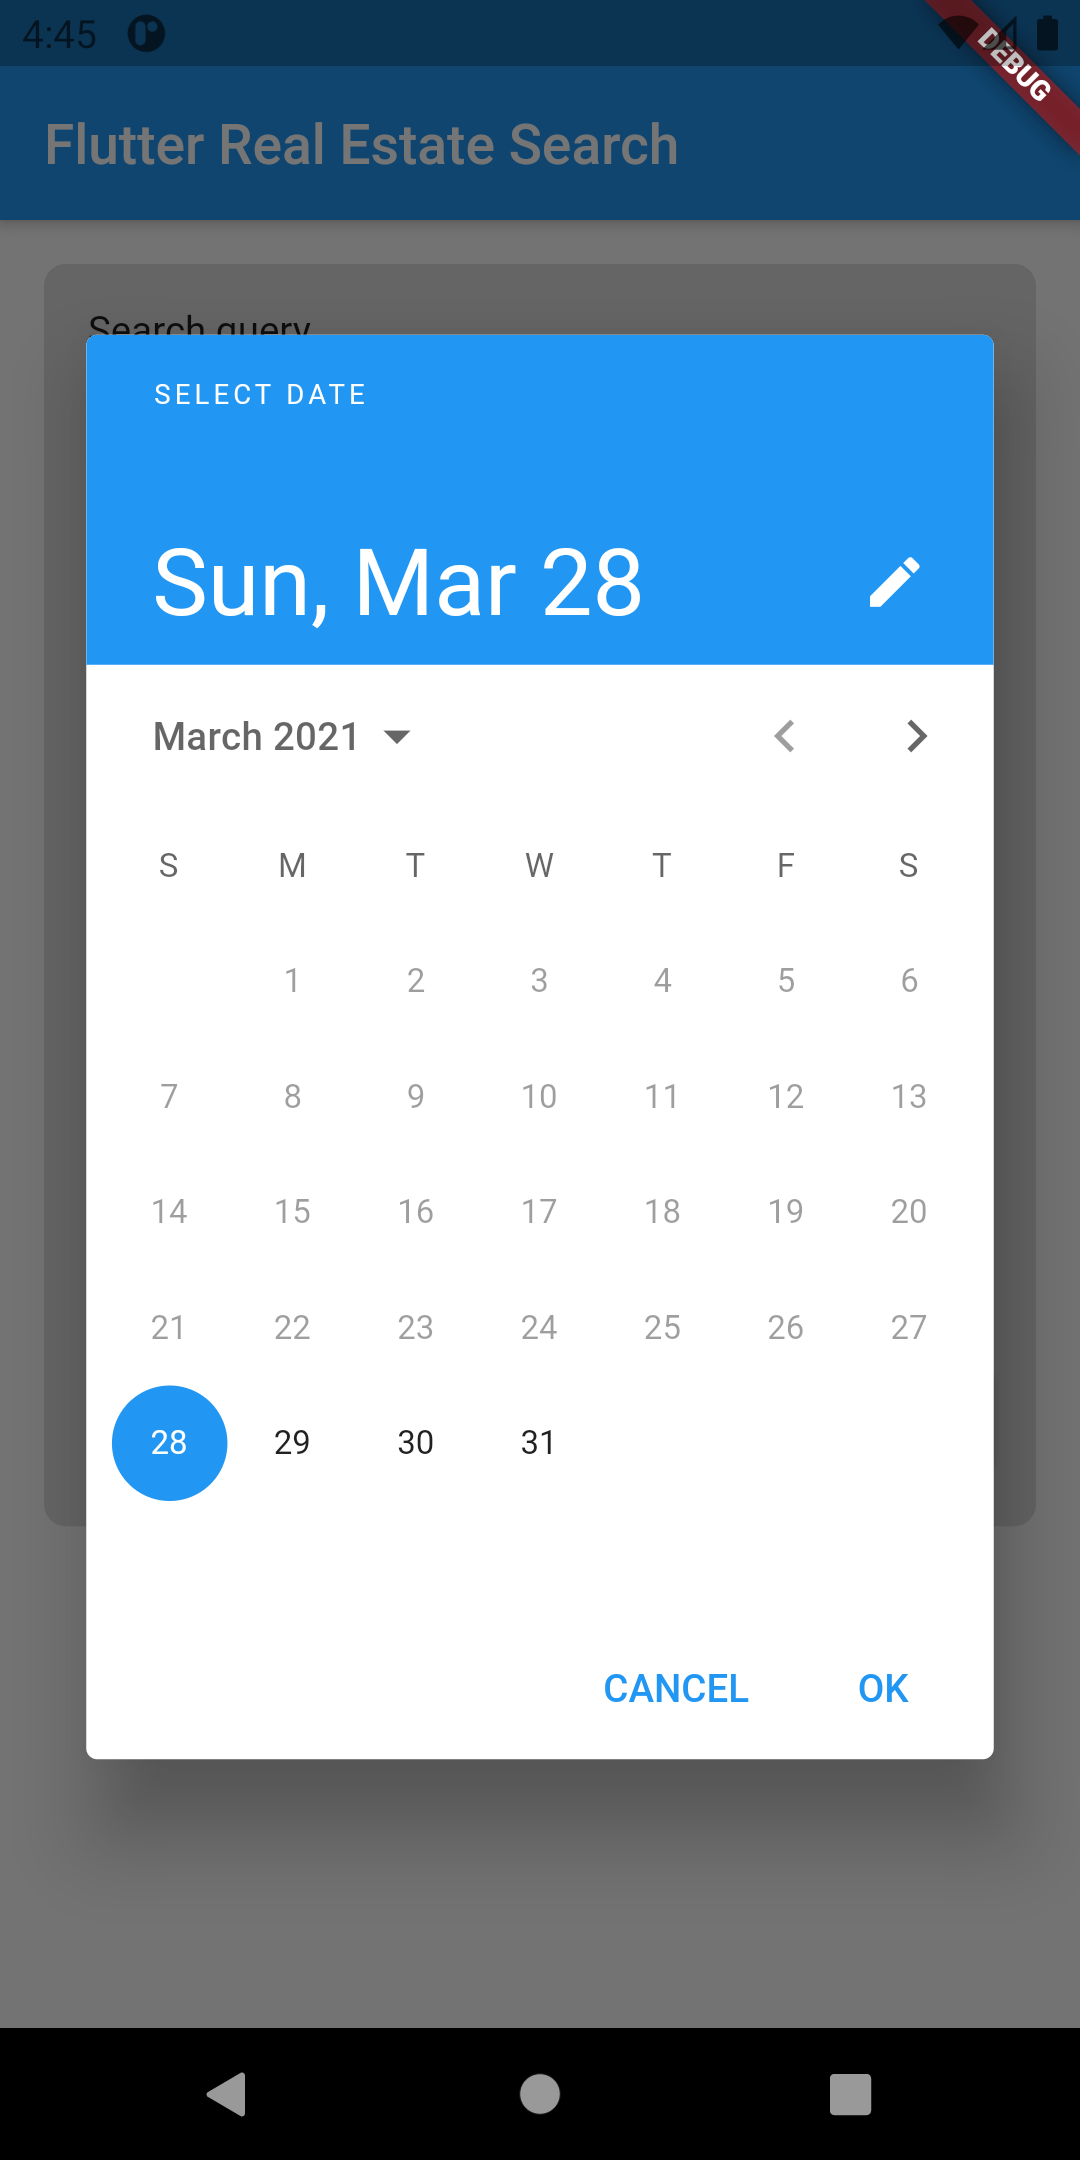 4:45
DEBUG
Flutter Real Estate Search
Search query
SELECT DATE
Sun, Mar 28
March 2021
S M T W T F S
1 2 3 4 5 6
7 8 9 10 11 12 13
14 15 16 17 18 19 20
21 22 23 24 25 26 27
28 29 30 31
CANCEL OK